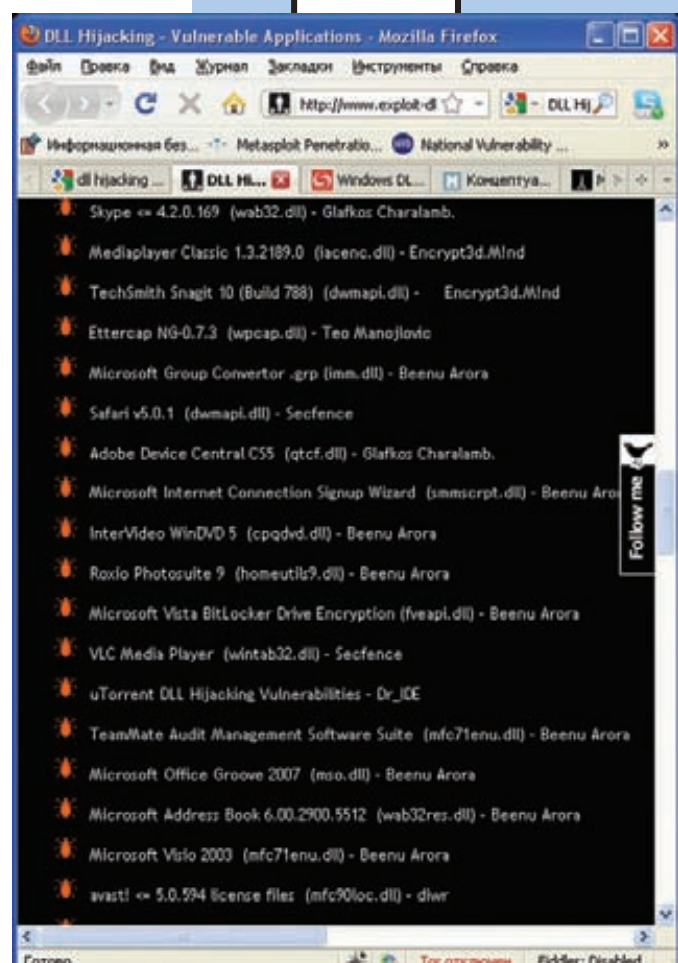 DLL Hijacking - Vulnerable Applications - Mozilla Firefox
Файл Правка Вид Журнал Закладки Инструменты Справка
http://www.exploit-d DLL Hij
Информационная без... Metasploit Penetratio... National Vulnerability ...
dll hijacking ... DLL Hi... Windows DL... Концептуа...
Skype <= 4.2.0.169 (wab32.dll) - Glafkos Charalamb.
Mediaplayer Classic 1.3.2189.0 (iacenc.dll) - Encrypt3d.M!nd
TechSmith Snagit 10 (Build 788) (dwmapi.dll) - Encrypt3d.M!nd
Ettercap NG-0.7.3 (wpcap.dll) - Teo Manojlovic
Microsoft Group Convertor .grp (imm.dll) - Beenu Arora
Safari v5.0.1 (dwmapi.dll) - Secfence
Adobe Device Central CS5 (qtcf.dll) - Glafkos Charalamb.
Microsoft Internet Connection Signup Wizard (smmscrpt.dll) - Beenu Aro
InterVideo WinDVD 5 (cpqdvd.dll) - Beenu Arora
Roxio Photosuite 9 (homeutils9.dll) - Beenu Arora
Microsoft Vista BitLocker Drive Encryption (fveapi.dll) - Beenu Arora
VLC Media Player (wintab32.dll) - Secfence
uTorrent DLL Hijacking Vulnerabilities - Dr_IDE
TeamMate Audit Management Software Suite (mfc71enu.dll) - Beenu Arora
Microsoft Office Groove 2007 (mso.dll) - Beenu Arora
Microsoft Address Book 6.00.2900.5512 (wab32res.dll) - Beenu Arora
Microsoft Visio 2003 (mfc71enu.dll) - Beenu Arora
avast! <= 5.0.594 license files (mfc90loc.dll) - diwr
Follow me
Готово Tor отключен Fiddler: Disabled